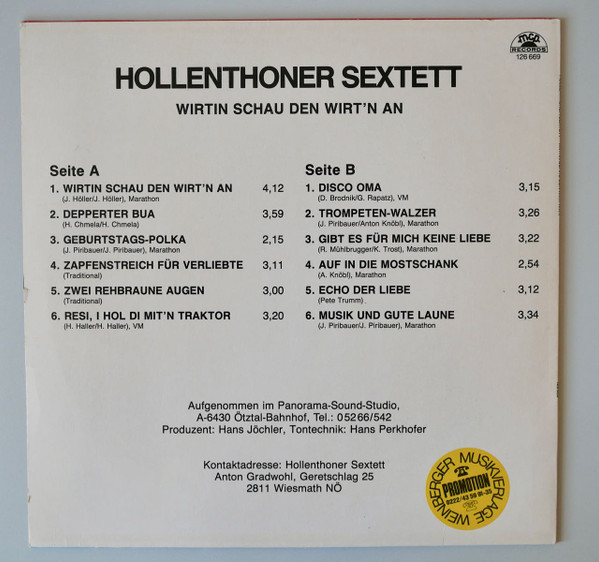 mcp
RECORDS
126 669
HOLLENTHONER SEXTETT
WIRTIN SCHAU DEN WIRT'N AN
Seite A
1. WIRTIN SCHAU DEN WIRT'N AN 4,12
(J. Höller/J. Höller), Marathon
2. DEPPERTER BUA 3,59
(H. Chmela/H. Chmela)
3. GEBURTSTAGS-POLKA 2,15
(J. Piribauer/J. Piribauer), Marathon
4. ZAPFENSTREICH FÜR VERLIEBTE 3,11
(Traditional)
5. ZWEI REHBRAUNE AUGEN 3,00
(Traditional)
6. RESI, I HOL DI MIT'N TRAKTOR 3,20
(H. Haller/H. Haller), VM
Seite B
1. DISCO OMA 3,15
(D. Brodnik/G. Rapatz), VM
2. TROMPETEN-WALZER 3,26
(J. Piribauer/Anton Knöbl), Marathon
3. GIBT ES FÜR MICH KEINE LIEBE 3,22
(R. Mühlbrugger/K. Trost), Marathon
4. AUF IN DIE MOSTSCHANK 2,54
(A. Knöbl), Marathon
5. ECHO DER LIEBE 3,12
(Pete Trumm)
6. MUSIK UND GUTE LAUNE 3,34
(J. Piribauer/J. Piribauer), Marathon
Aufgenommen im Panorama-Sound-Studio,
A-6430 Ötztal-Bahnhof, Tel.: 05266/542
Produzent: Hans Jöchler, Tontechnik: Hans Perkhofer
Kontaktadresse: Hollenthoner Sextett
Anton Gradwohl, Geretschlag 25
2811 Wiesmath NÖ
WEINBERGER MUSIKVERLAGE
PROMOTION
0222/43 59 91-35